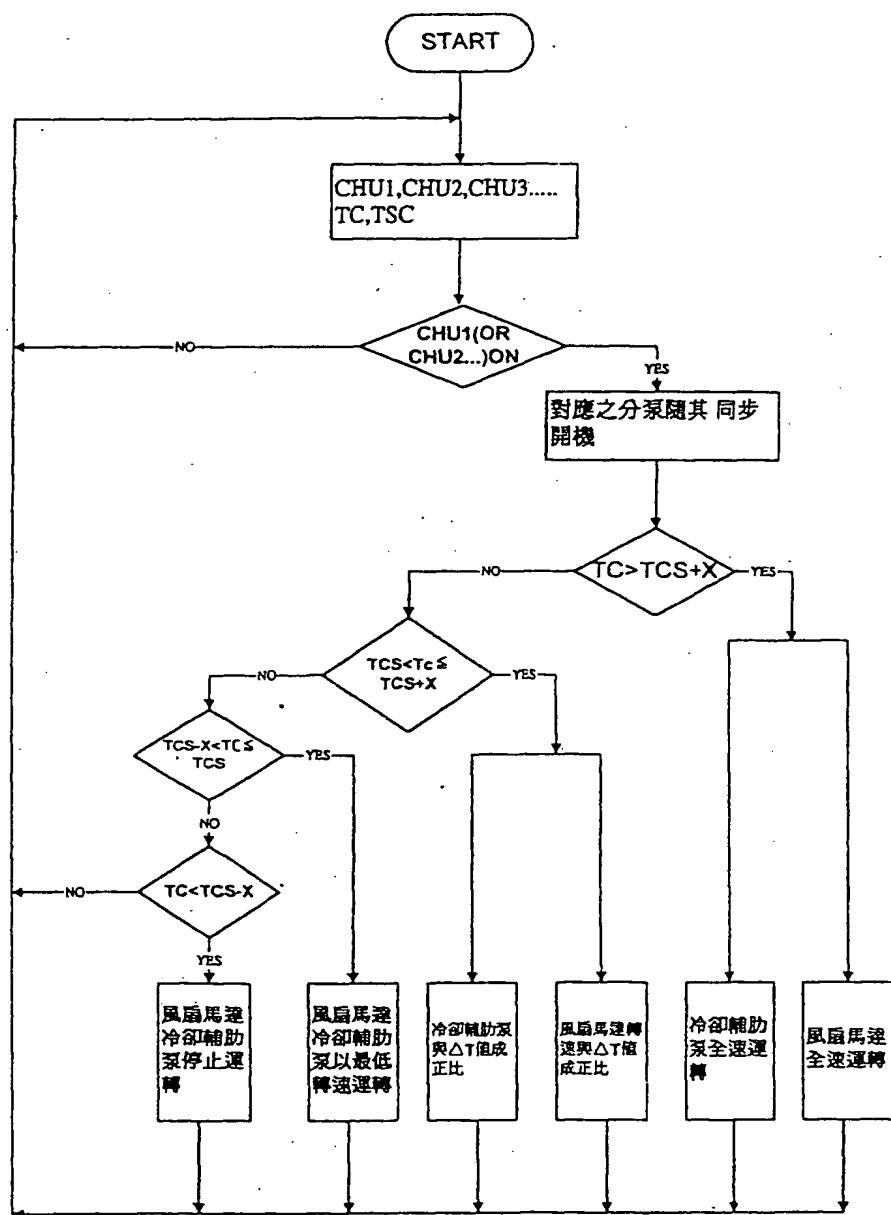 START
CHU1,CHU2,CHU3.....
TC,TSC
CHU1(OR
CHU2...)ON
NO
YES
對應之分泵隨其 同步
開機
TC>TCS+X
NO
YES
TCS<Tc≦
TCS+X
NO
YES
TCS-X<TC≦
TCS
YES
NO
TC<TCS-X
NO
YES
風扇馬達
冷卻輔助
泵停止運
轉
風扇馬達
冷卻輔助
泵以最低
轉速運轉
冷卻輔助泵
與△T值成
正比
風扇馬達轉
速與△T值
成正比
冷卻輔助
泵全速運
轉
風扇馬達
全速運轉